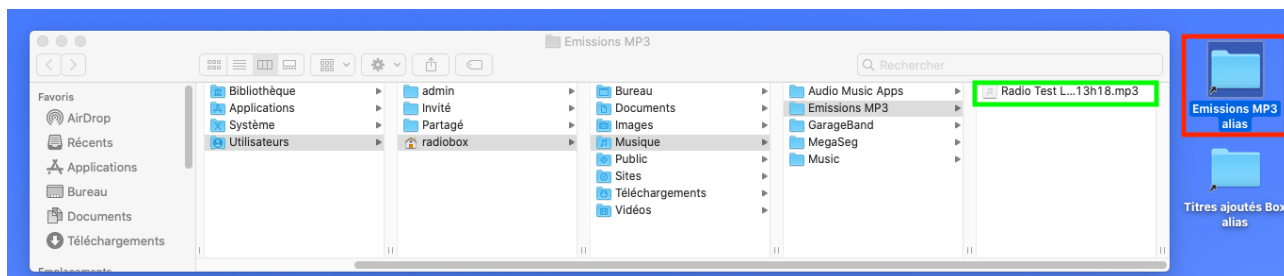 Emissions MP3
Rechercher
Favoris
AirDrop
Récents
Applications
Bureau
Documents
Téléchargements
Bibliothèque
Applications
Système
Utilisateurs
admin
Invité
Partagé
radiobox
Bureau
Documents
Images
Musique
Public
Sites
Téléchargements
Vidéos
Audio Music Apps
Emissions MP3
GarageBand
MegaSeg
Music
Radio Test L...13h18.mp3
Emissions MP3
alias
Titres ajoutés Box
alias